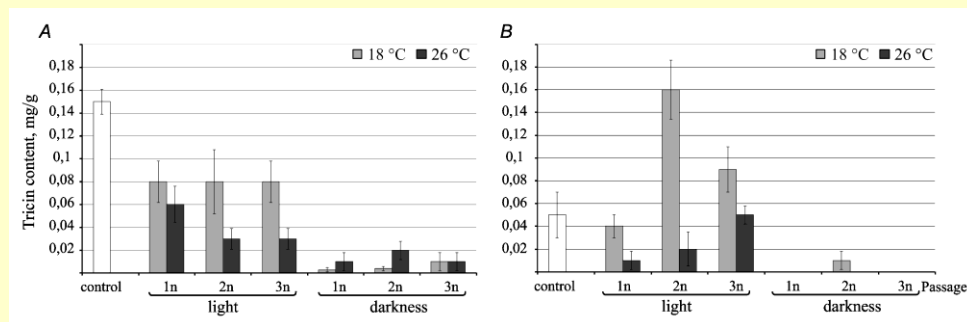 A
18 °C 26 °C
Tricin content, mg/g
0,18
0,16
0,14
0,12
0,1
0,08
0,06
0,04
0,02
control 1n 2n 3n 1n 2n 3n
light darkness
B
18 °C 26 °C
0,18
0,16
0,14
0,12
0,1
0,08
0,06
0,04
0,02
control 1n 2n 3n 1n 2n 3n Passage
light darkness